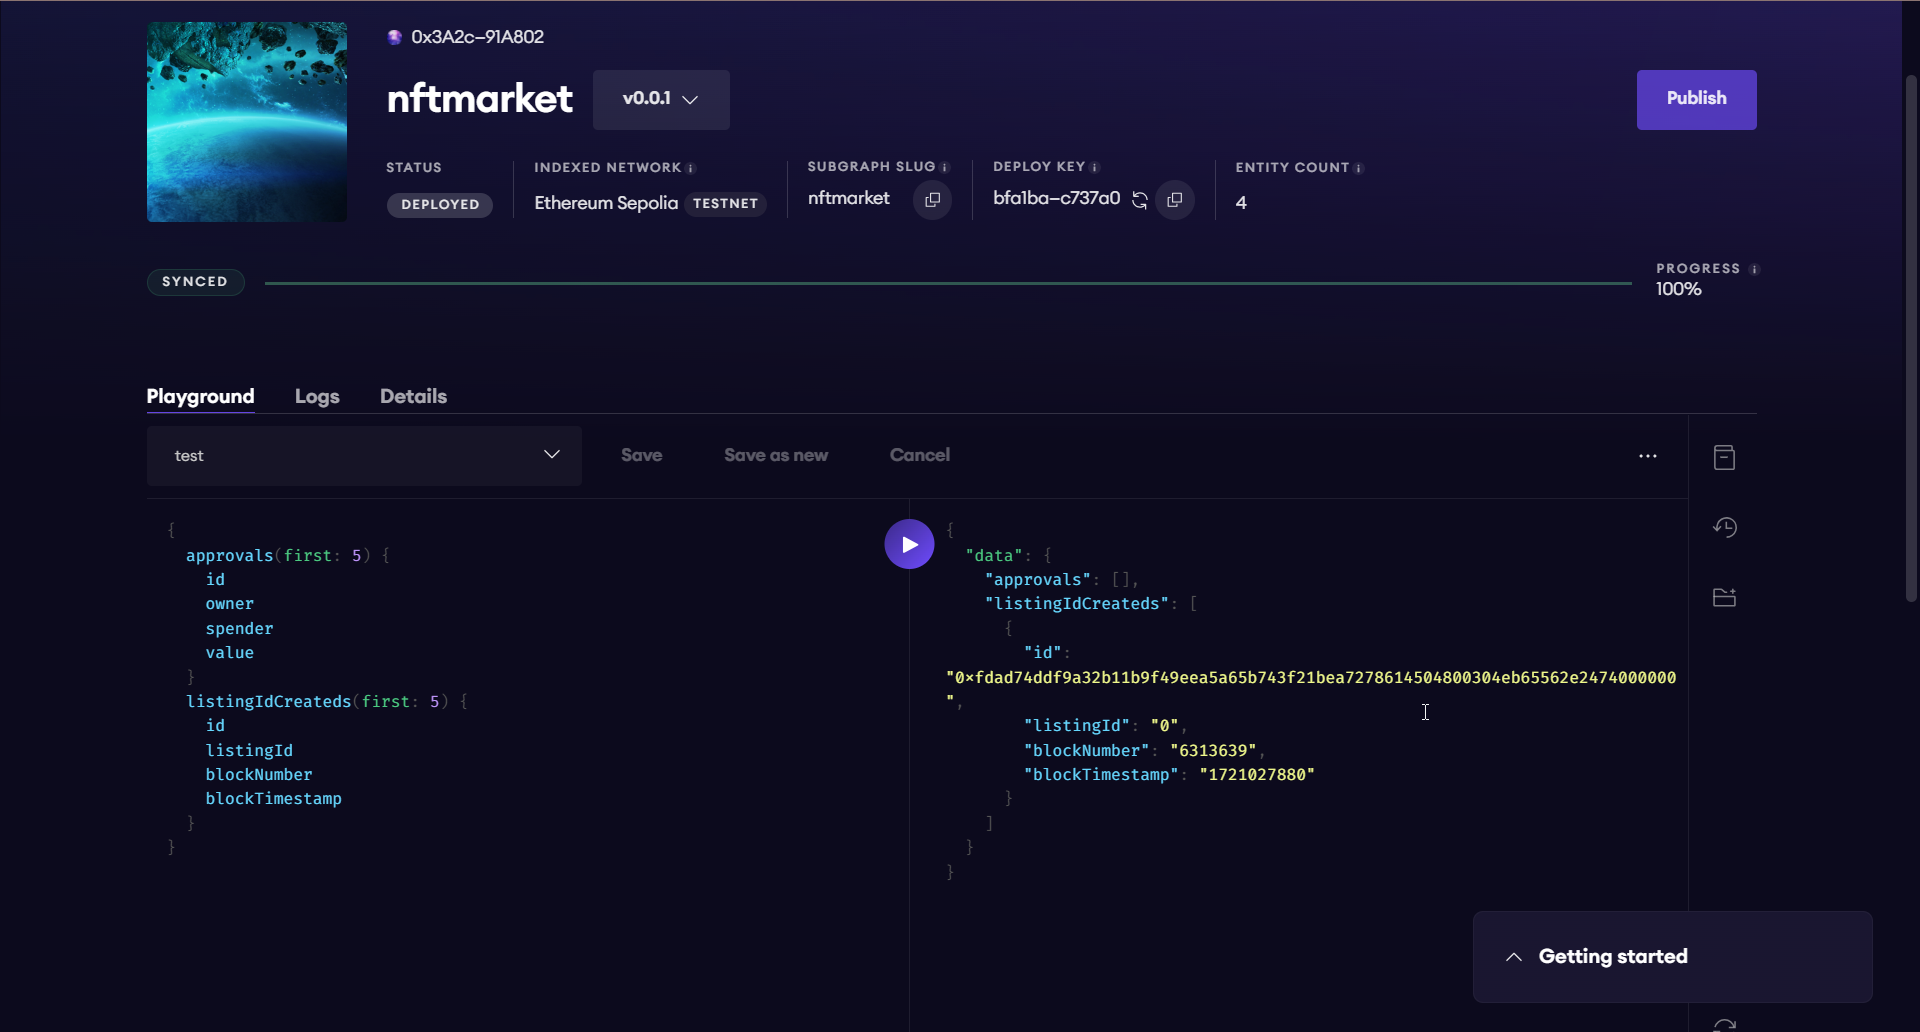 0x3A2c–91A802
nftmarket
v0.0.1
Publish
STATUS
DEPLOYED
INDEXED NETWORK
Ethereum Sepolia TESTNET
SUBGRAPH SLUG
nftmarket
DEPLOY KEY
bfa1ba–c737a0
ENTITY COUNT
4
SYNCED
PROGRESS
100%
Playground Logs Details
test
Save Save as new Cancel
{
approvals(first: 5) {
id
owner
spender
value
}
listingIdCreateds(first: 5) {
id
listingId
blockNumber
blockTimestamp
}
}
{
"data": {
"approvals": [],
"listingIdCreateds": [
{
"id":
"0xfdad74ddf9a32b11b9f49eea5a65b743f21bea7278614504800304eb65562e2474000000
",
"listingId": "0",
"blockNumber": "6313639",
"blockTimestamp": "1721027880"
}
]
}
}
Getting started